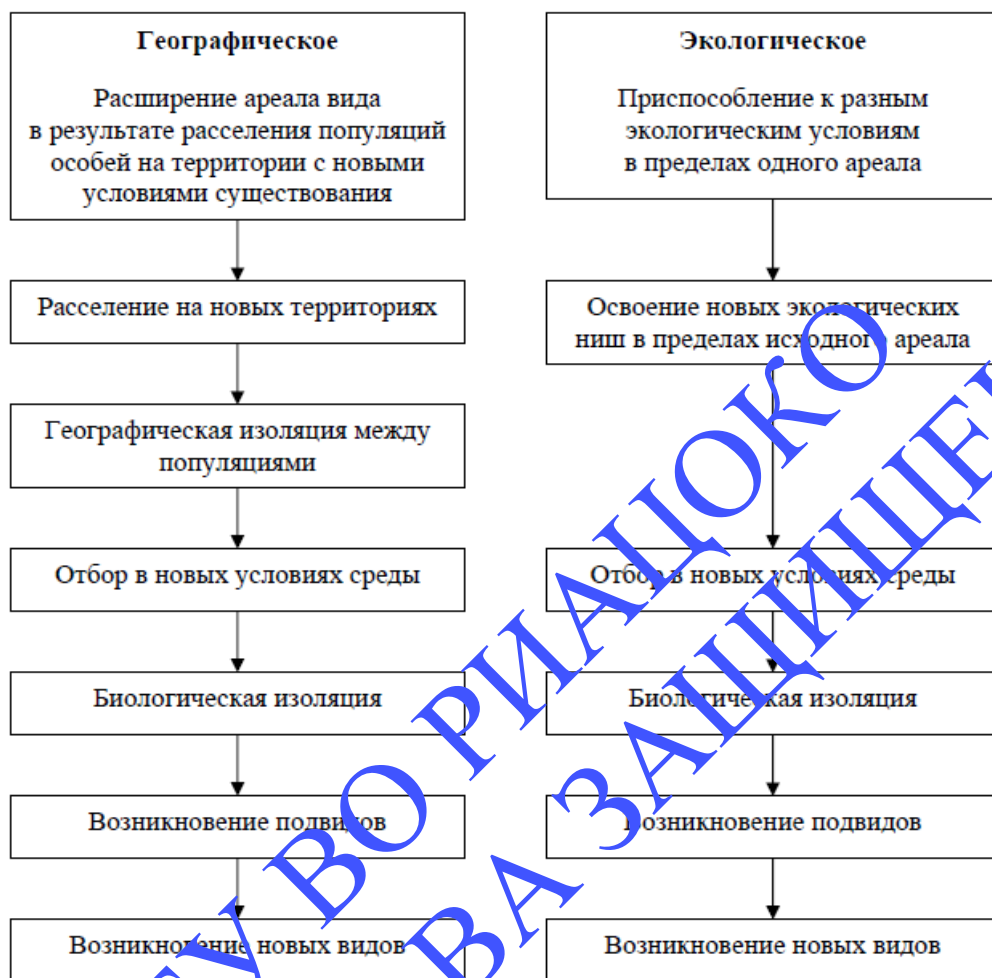 Географическое
Расширение ареала вида
в результате расселения популяций
особей на территории с новыми
условиями существования
Расселение на новых территориях
Географическая изоляция между
популяциями
Отбор в новых условиях среды
Биологическая изоляция
Возникновение подвидов
Возникновение новых видов
Экологическое
Приспособление к разным
экологическим условиям
в пределах одного ареала
Освоение новых экологических
ниш в пределах исходного ареала
Отбор в новых условиях среды
Биологическая изоляция
Возникновение подвидов
Возникновение новых видов
ВО РИАЦОКО